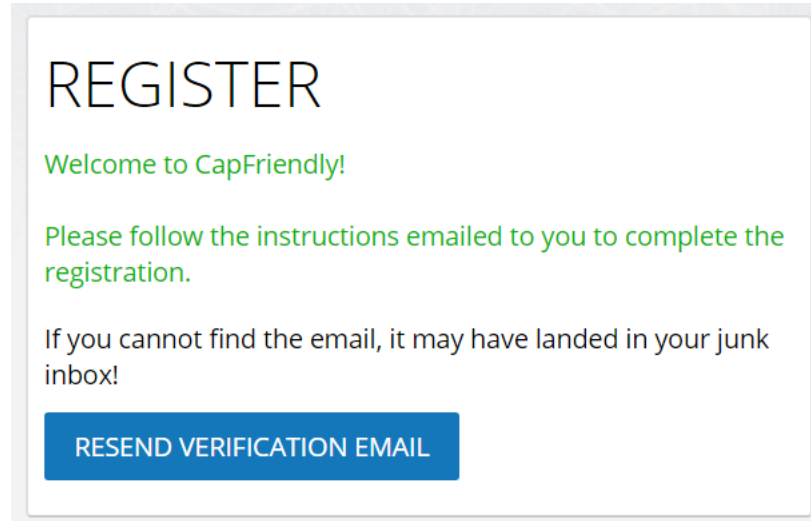 REGISTER
Welcome to CapFriendly!
Please follow the instructions emailed to you to complete the
registration.
If you cannot find the email, it may have landed in your junk
inbox!
RESEND VERIFICATION EMAIL